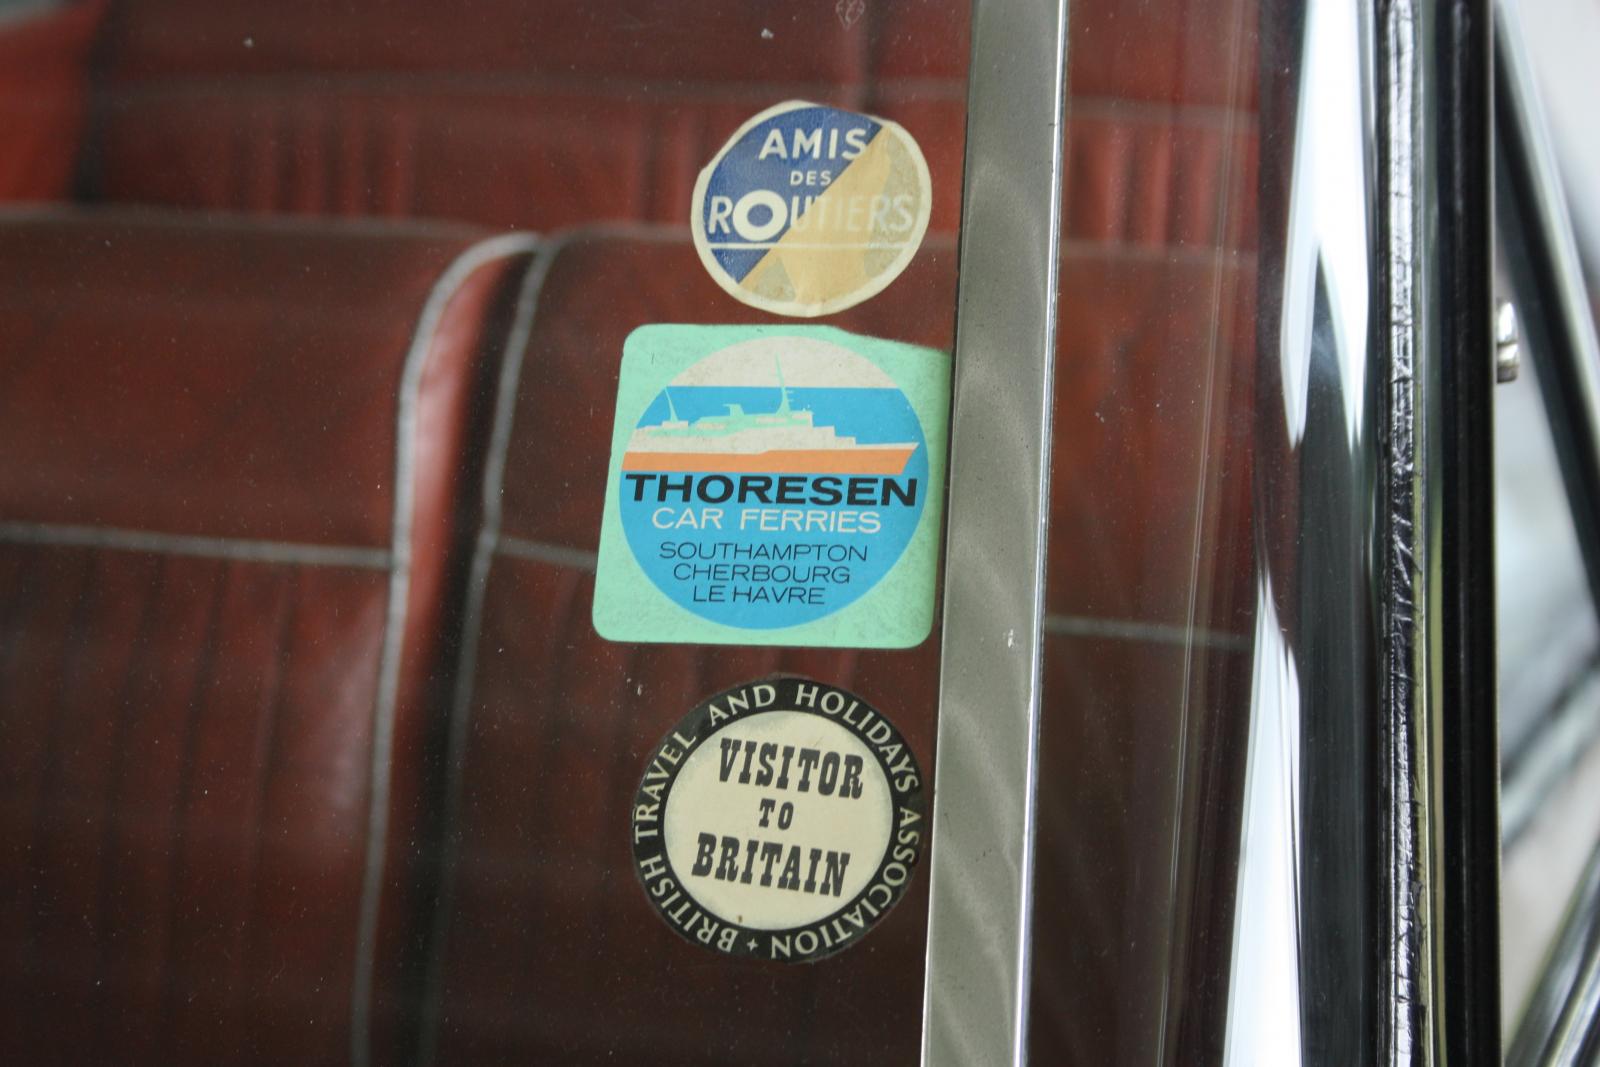 AMIS
DES
ROUTIERS
THORESEN
CAR FERRIES
SOUTHAMPTON
CHERBOURG
LE HAVRE
BRITISH TRAVEL AND HOLIDAYS ASSOCIATION +
VISITOR
TO
BRITAIN